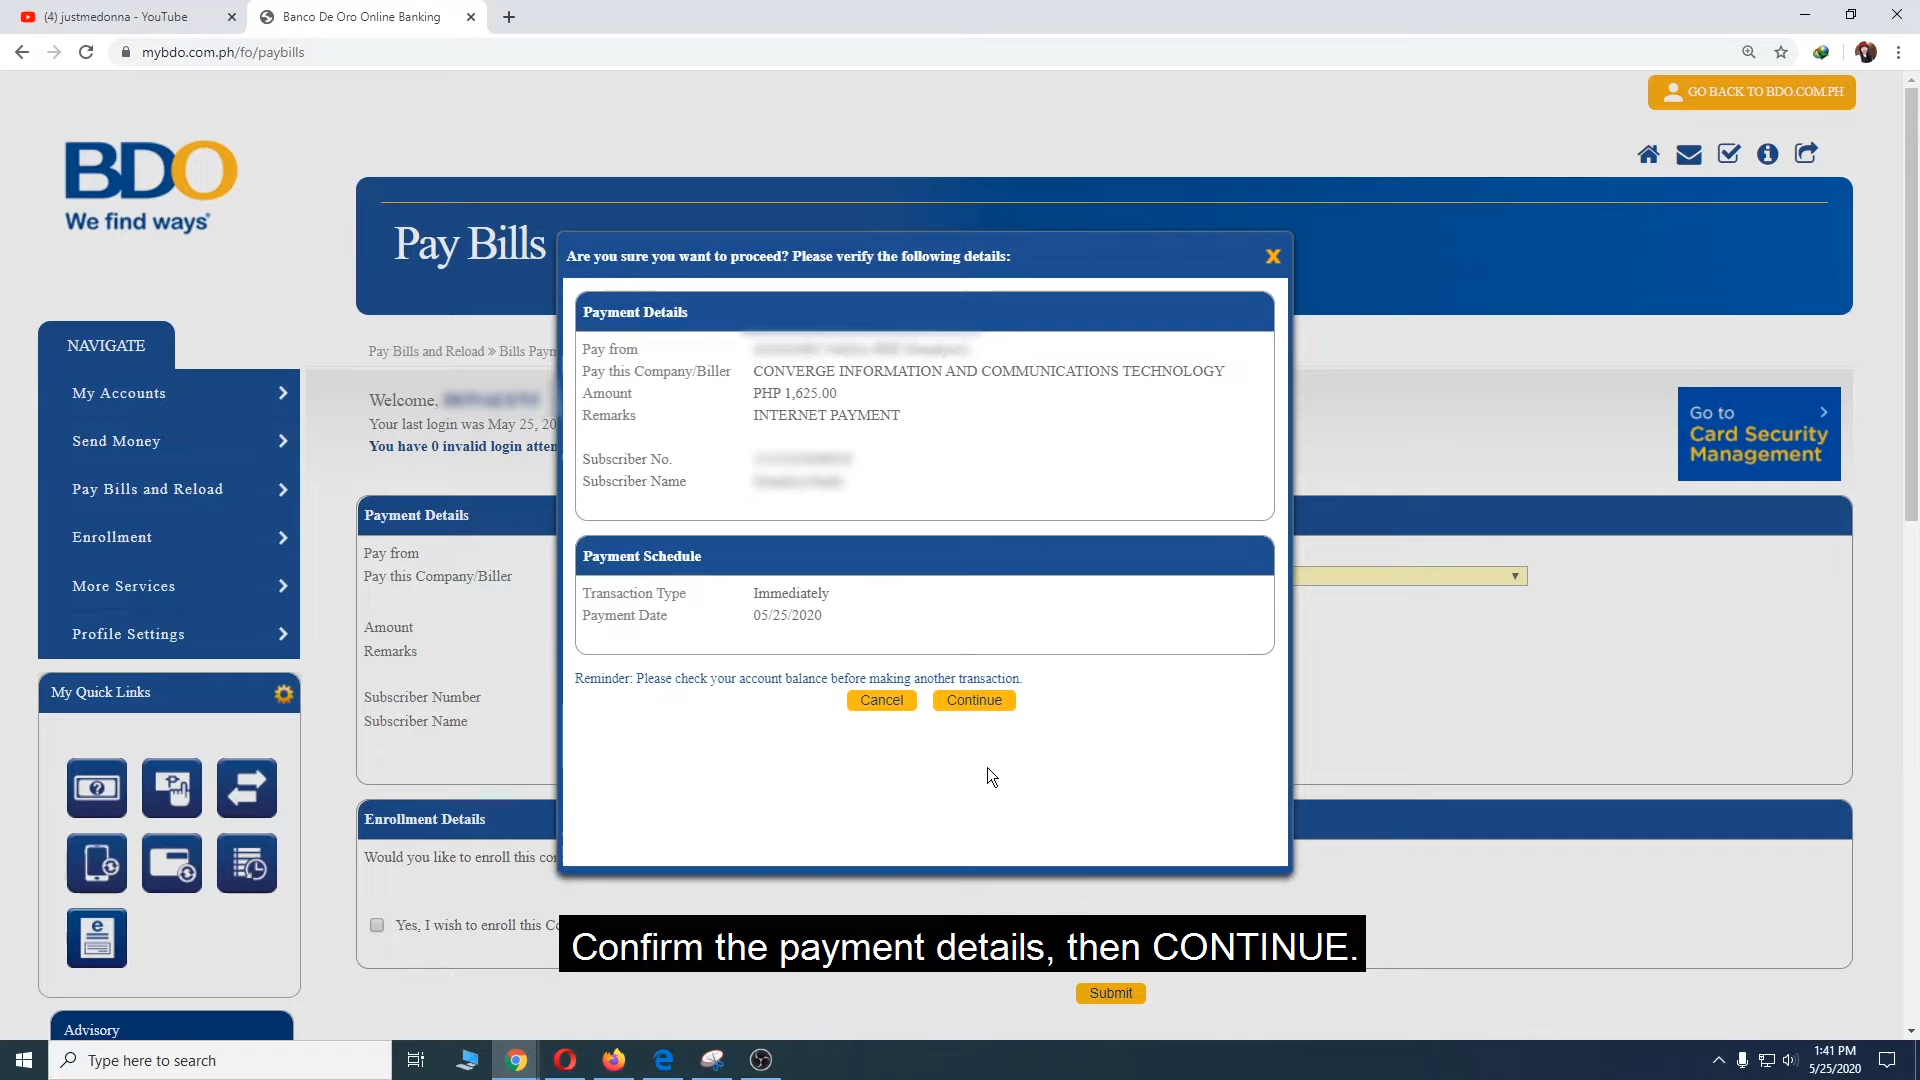 (4) justmedonna - YouTube
Banco De Oro Online Banking
mybdo.com.ph/fo/paybills
GO BACK TO BDO.COM.PH
BDO
We find ways®
Pay Bills
NAVIGATE
My Accounts
Send Money
Pay Bills and Reload
Enrollment
More Services
Profile Settings
My Quick Links
Advisory
Pay Bills and Reload » Bills Payn
Welcome,
Your last login was May 25, 20
You have 0 invalid login atten
Go to
Card Security
Management
Payment Details
Pay from
Pay this Company/Biller
Amount
Remarks
Subscriber Number
Subscriber Name
Enrollment Details
Would you like to enroll this co
Yes, I wish to enroll this Co
Submit
Are you sure you want to proceed? Please verify the following details:
X
Payment Details
Pay from
Pay this Company/Biller CONVERGE INFORMATION AND COMMUNICATIONS TECHNOLOGY
Amount PHP 1,625.00
Remarks INTERNET PAYMENT
Subscriber No.
Subscriber Name
Payment Schedule
Transaction Type Immediately
Payment Date 05/25/2020
Reminder: Please check your account balance before making another transaction.
Cancel Continue
Confirm the payment details, then CONTINUE.
Type here to search
1:41 PM
5/25/2020